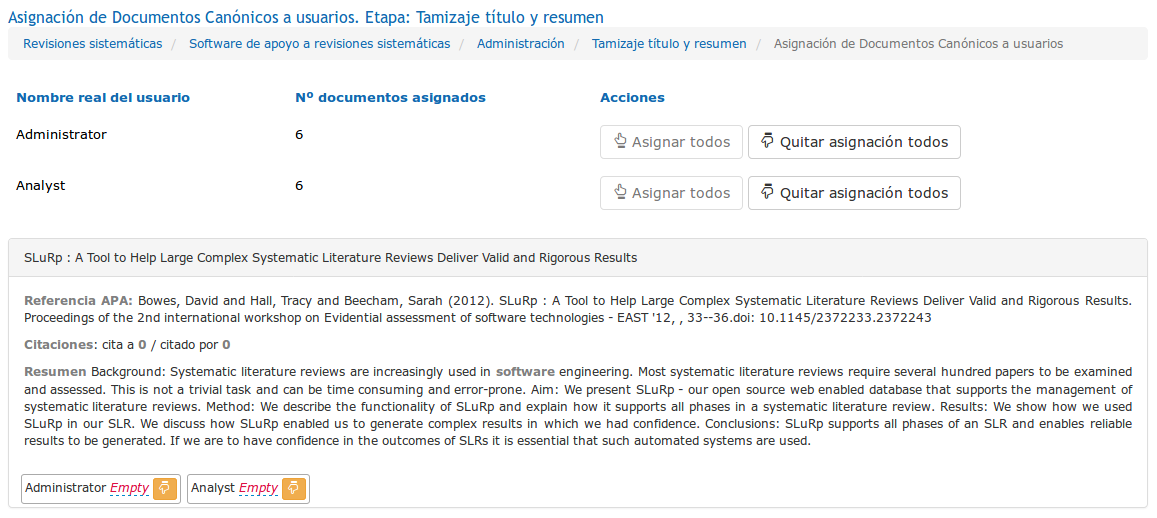 Asignación de Documentos Canónicos a usuarios. Etapa: Tamizaje título y resumen
Revisiones sistemáticas / Software de apoyo a revisiones sistemáticas / Administración / Tamizaje título y resumen / Asignación de Documentos Canónicos a usuarios
Nombre real del usuario Nº documentos asignados Acciones
Administrator 6 Asignar todos Quitar asignación todos
Analyst 6 Asignar todos Quitar asignación todos
SLuRp : A Tool to Help Large Complex Systematic Literature Reviews Deliver Valid and Rigorous Results
Referencia APA: Bowes, David and Hall, Tracy and Beecham, Sarah (2012). SLuRp : A Tool to Help Large Complex Systematic Literature Reviews Deliver Valid and Rigorous Results.
Proceedings of the 2nd international workshop on Evidential assessment of software technologies - EAST '12, , 33--36.doi: 10.1145/2372233.2372243
Citaciones: cita a 0 / citado por 0
Resumen Background: Systematic literature reviews are increasingly used in software engineering. Most systematic literature reviews require several hundred papers to be examined
and assessed. This is not a trivial task and can be time consuming and error-prone. Aim: We present SLuRp - our open source web enabled database that supports the management of
systematic literature reviews. Method: We describe the functionality of SLuRp and explain how it supports all phases in a systematic literature review. Results: We show how we used
SLuRp in our SLR. We discuss how SLuRp enabled us to generate complex results in which we had confidence. Conclusions: SLuRp supports all phases of an SLR and enables reliable
results to be generated. If we are to have confidence in the outcomes of SLRs it is essential that such automated systems are used.
Administrator Empty Analyst Empty